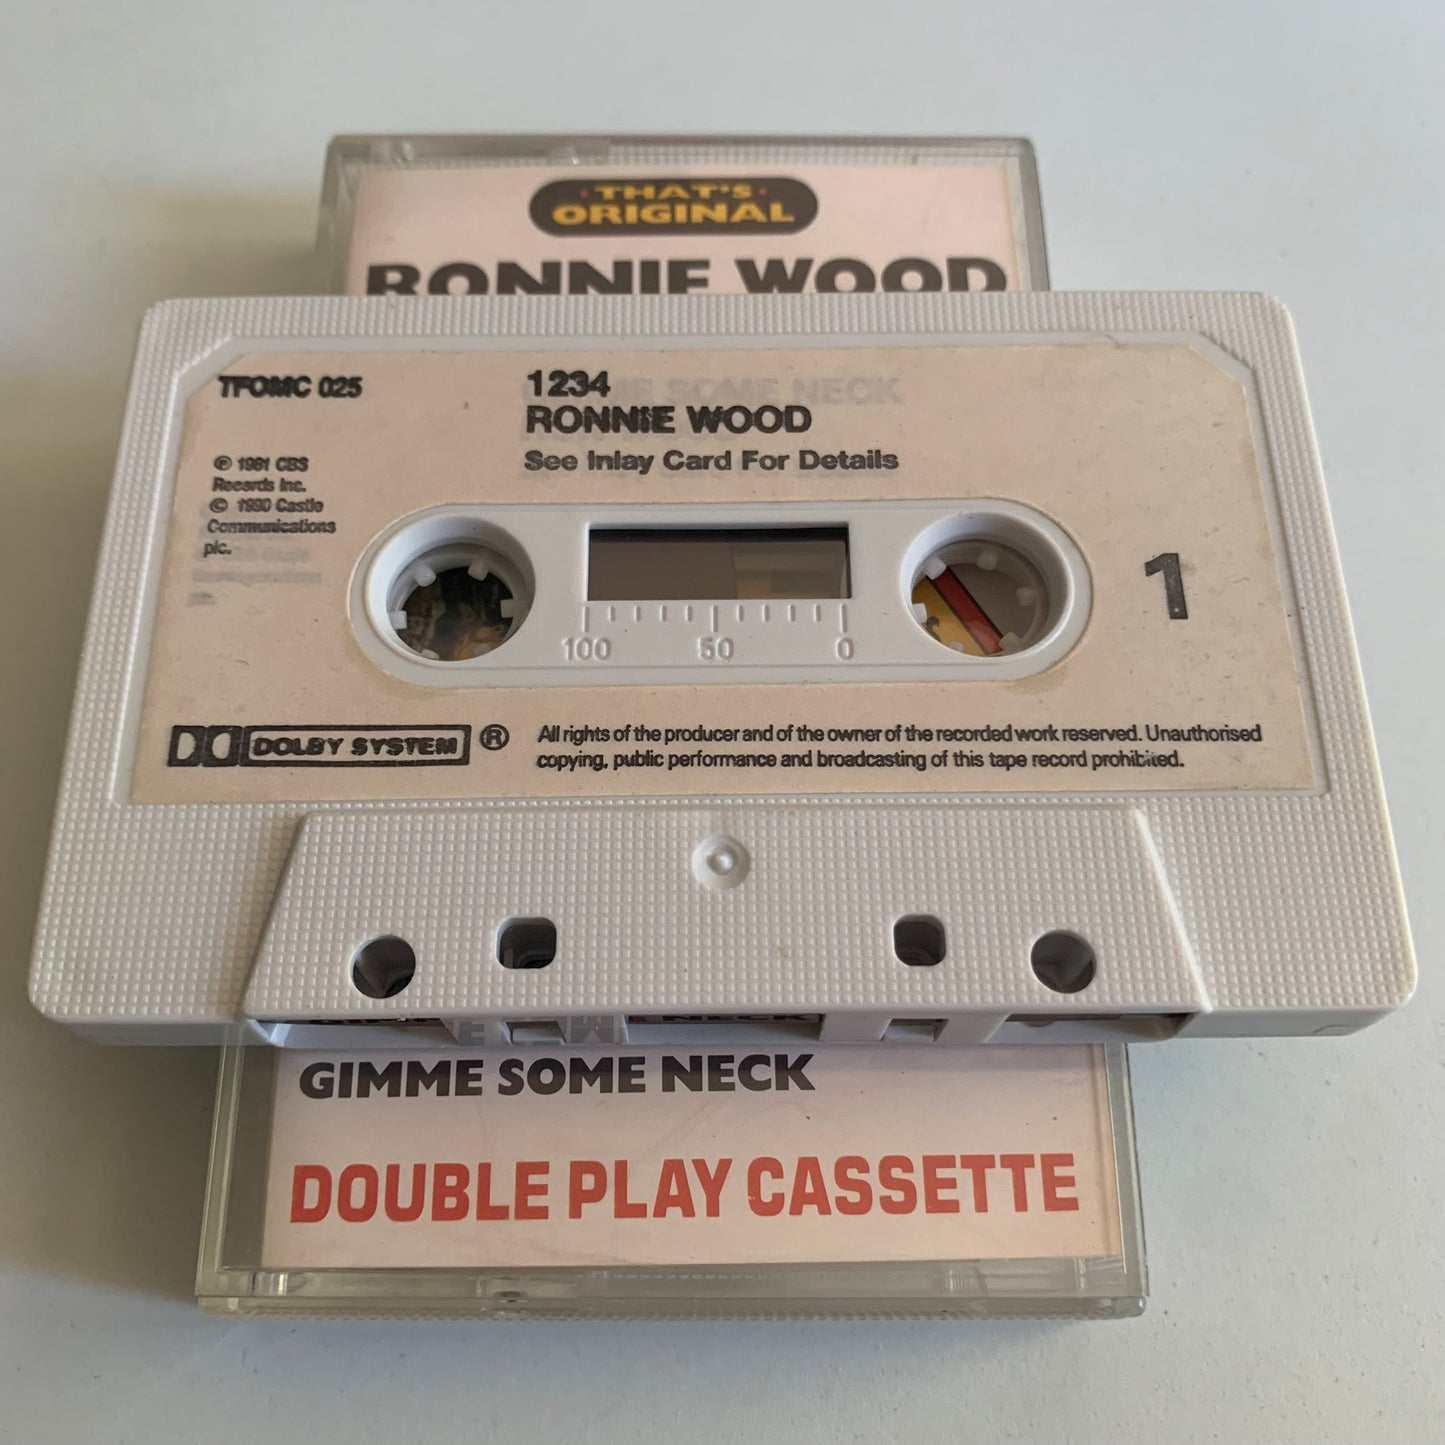 THAT'S
ORIGINAL
RONNIE WOOD
TFOMC 025
1234
RONNIE WOOD
See Inlay Card For Details
℗ 1981 CBS
Records Inc.
© 1990 Castle
Communications
plc.
1
100 50 0
DOLBY SYSTEM ®
All rights of the producer and of the owner of the recorded work reserved. Unauthorised
copying, public performance and broadcasting of this tape record prohibited.
GIMME SOME NECK
DOUBLE PLAY CASSETTE